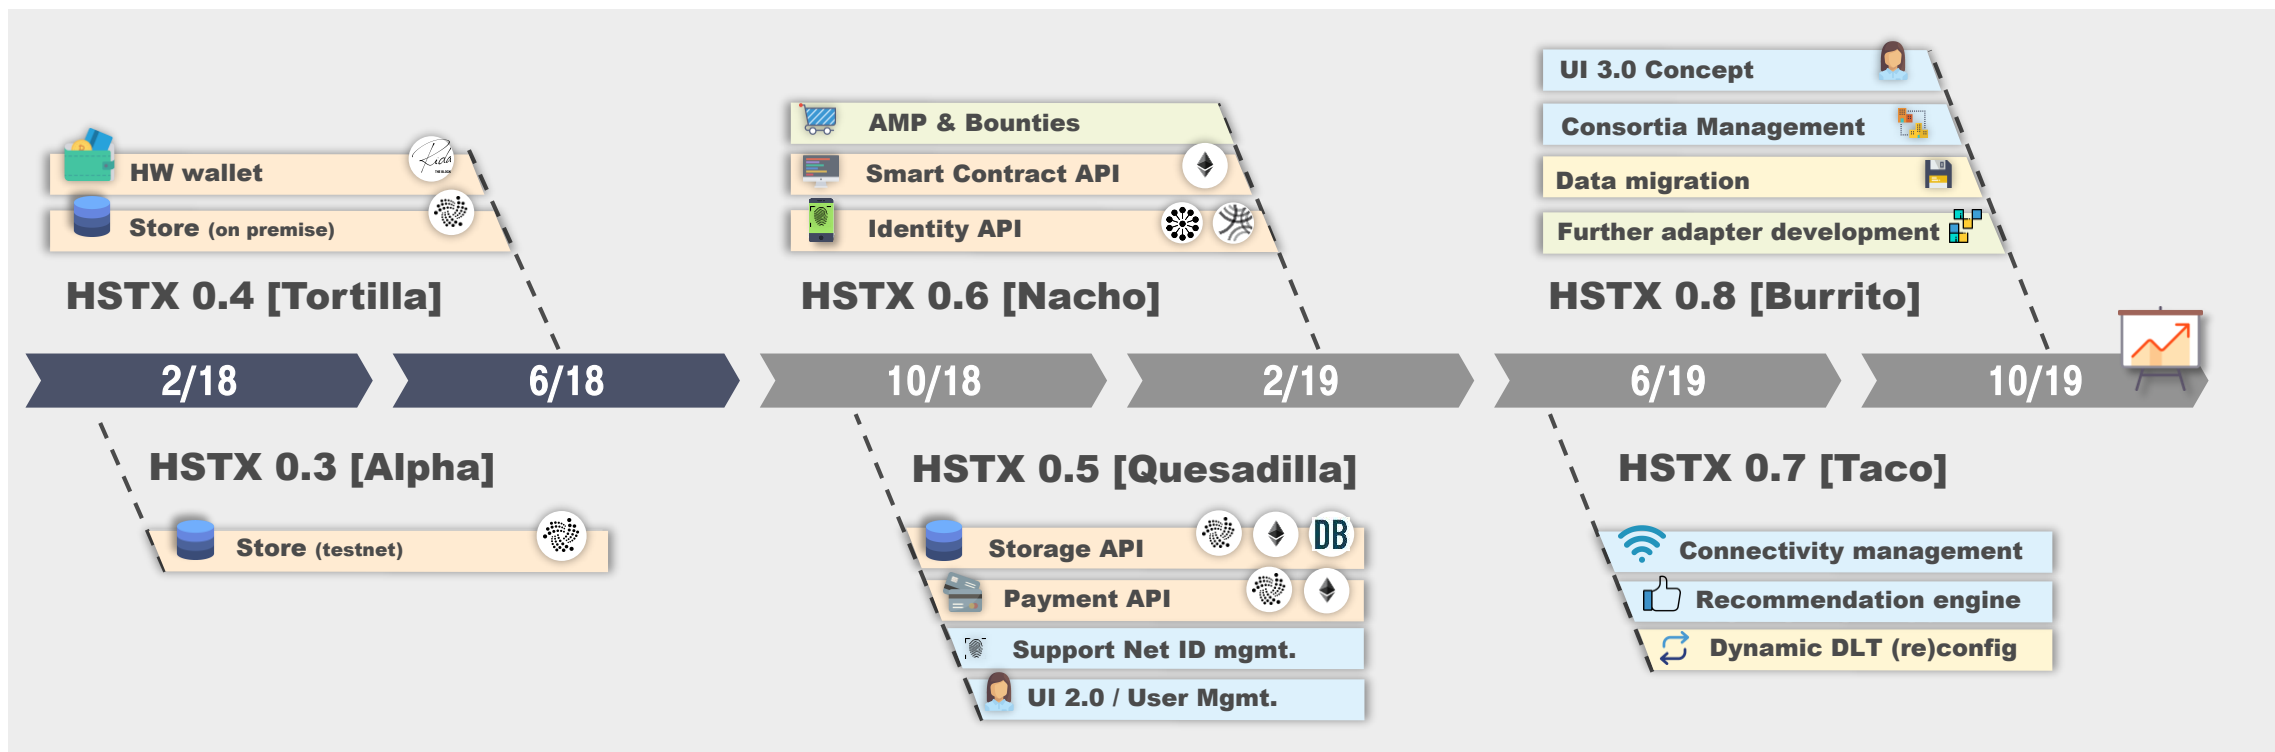 HW wallet
Store (on premise)
HSTX 0.4 [Tortilla]
AMP & Bounties
Smart Contract API
Identity API
HSTX 0.6 [Nacho]
UI 3.0 Concept
Consortia Management
Data migration
Further adapter development
HSTX 0.8 [Burrito]
2/18
6/18
10/18
2/19
6/19
10/19
HSTX 0.3 [Alpha]
Store (testnet)
HSTX 0.5 [Quesadilla]
Storage API
DB
Payment API
Support Net ID mgmt.
UI 2.0 / User Mgmt.
HSTX 0.7 [Taco]
Connectivity management
Recommendation engine
Dynamic DLT (re)config